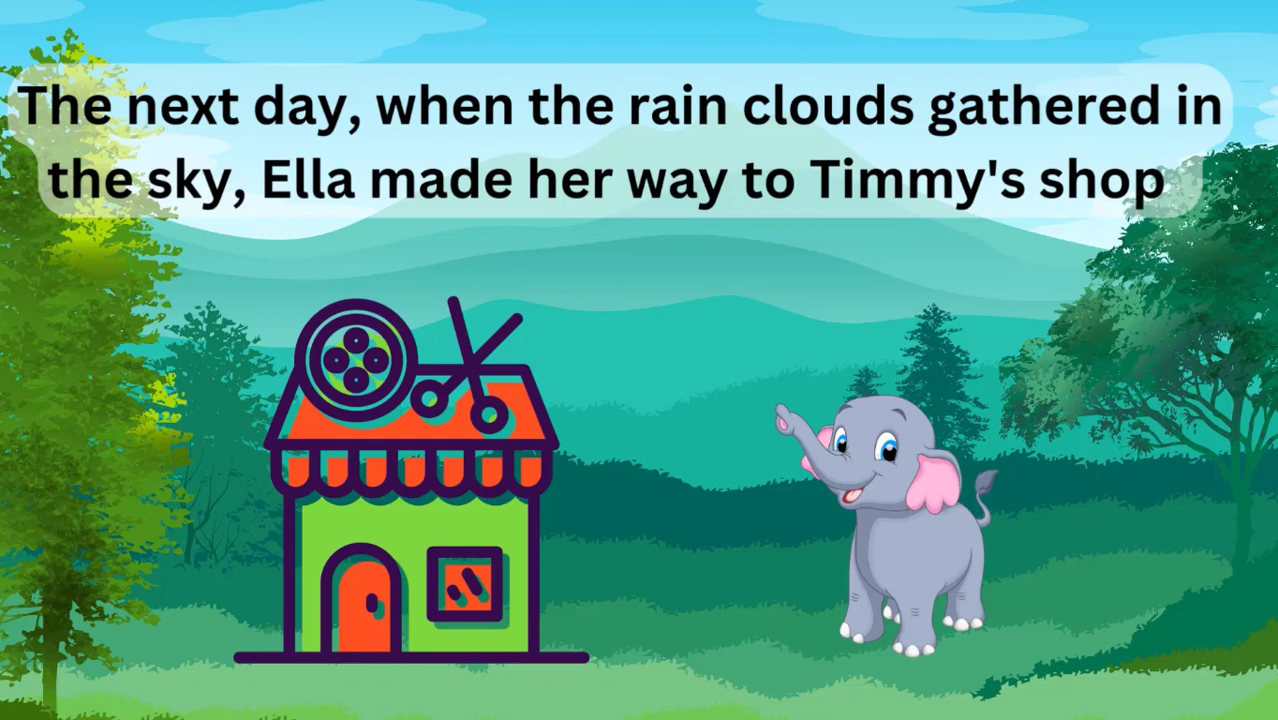 The next day, when the rain clouds gathered in
the sky, Ella made her way to Timmy's shop